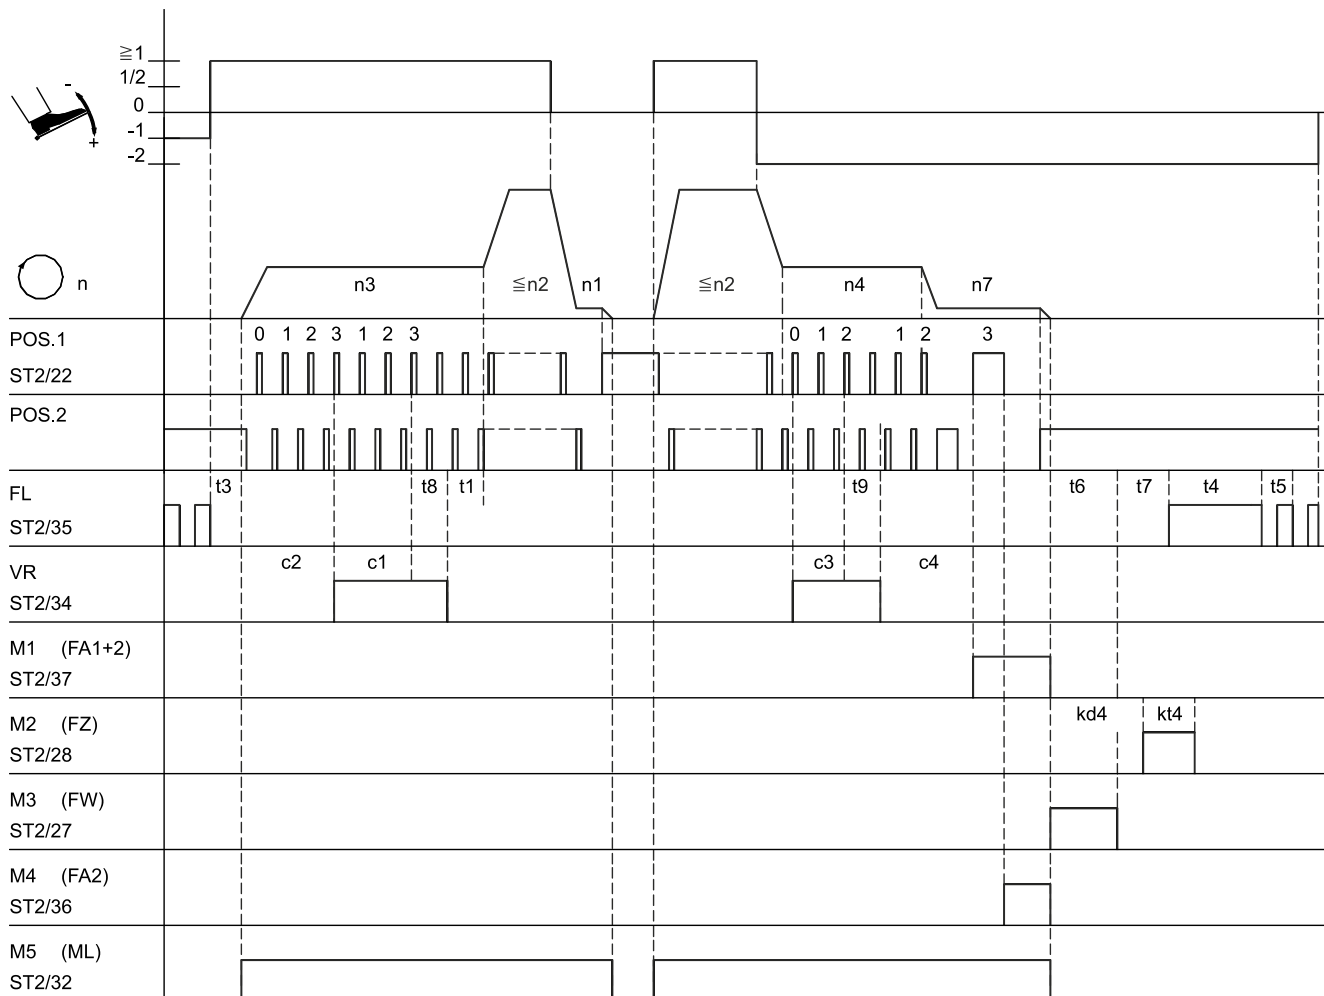 ≧1
1/2
0
-1
-2
-
+
n
n3
≦n2
n1
≦n2
n4
n7
POS.1
0 1 2 3 1 2 3
0 1 2 1 2 3
ST2/22
POS.2
FL
t3 t8 t1 t9 t6 t7 t4 t5
ST2/35
VR
c2 c1 c3 c4
ST2/34
M1 (FA1+2)
ST2/37
M2 (FZ)
kd4 kt4
ST2/28
M3 (FW)
ST2/27
M4 (FA2)
ST2/36
M5 (ML)
ST2/32